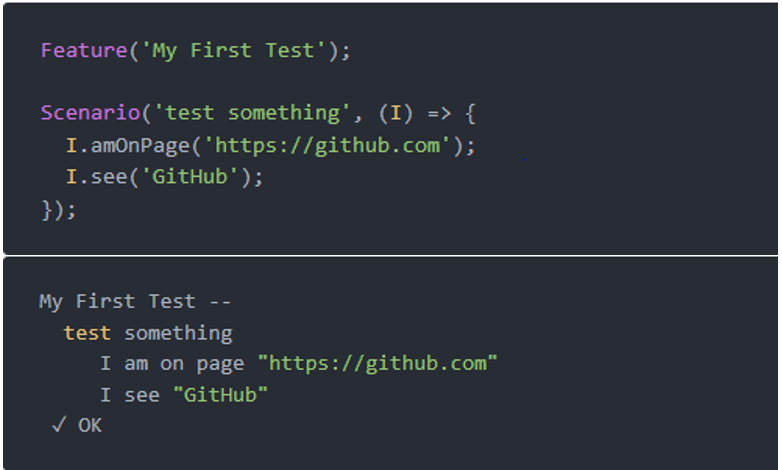 Feature('My First Test');
Scenario('test something', (I) => {
I.amOnPage('https://github.com');
I.see('GitHub');
});
My First Test --
test something
I am on page "https://github.com"
I see "GitHub"
✓ OK